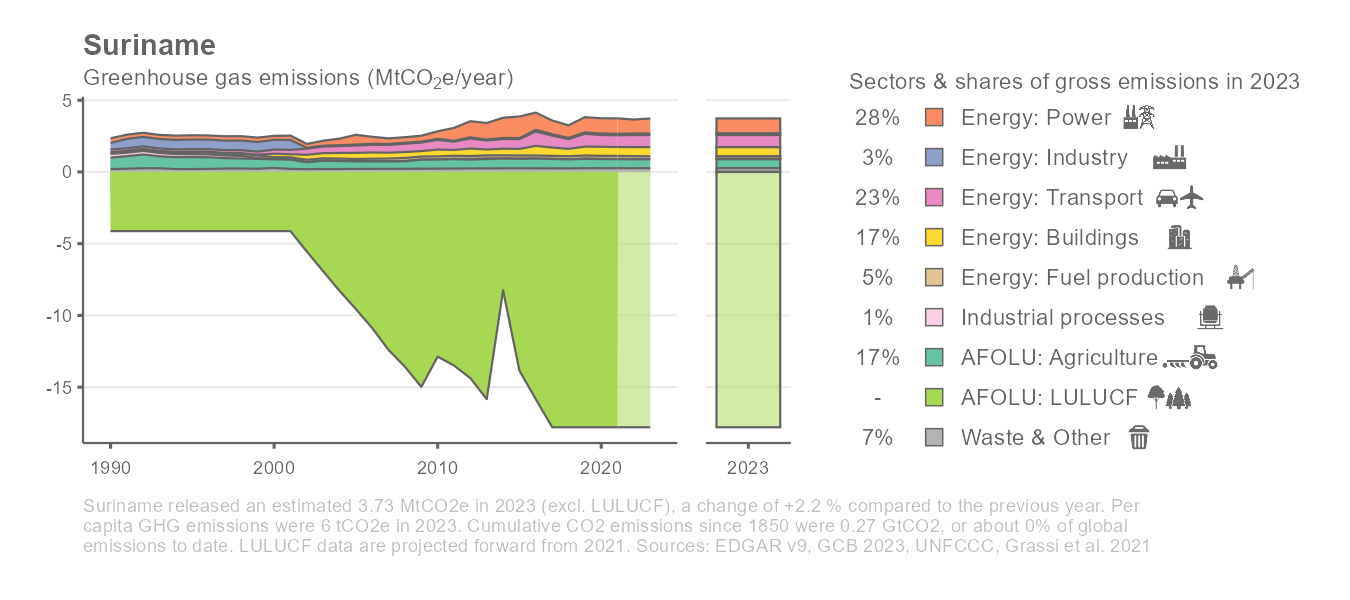 Suriname
Greenhouse gas emissions (MtCO₂e/year)
5
0
-5
-10
-15
1990
2000
2010
2020
2023
Sectors & shares of gross emissions in 2023
28% Energy: Power
3% Energy: Industry
23% Energy: Transport
17% Energy: Buildings
5% Energy: Fuel production
1% Industrial processes
17% AFOLU: Agriculture
- AFOLU: LULUCF
7% Waste & Other
Suriname released an estimated 3.73 MtCO2e in 2023 (excl. LULUCF), a change of +2.2 % compared to the previous year. Per
capita GHG emissions were 6 tCO2e in 2023. Cumulative CO2 emissions since 1850 were 0.27 GtCO2, or about 0% of global
emissions to date. LULUCF data are projected forward from 2021. Sources: EDGAR v9, GCB 2023, UNFCCC, Grassi et al. 2021